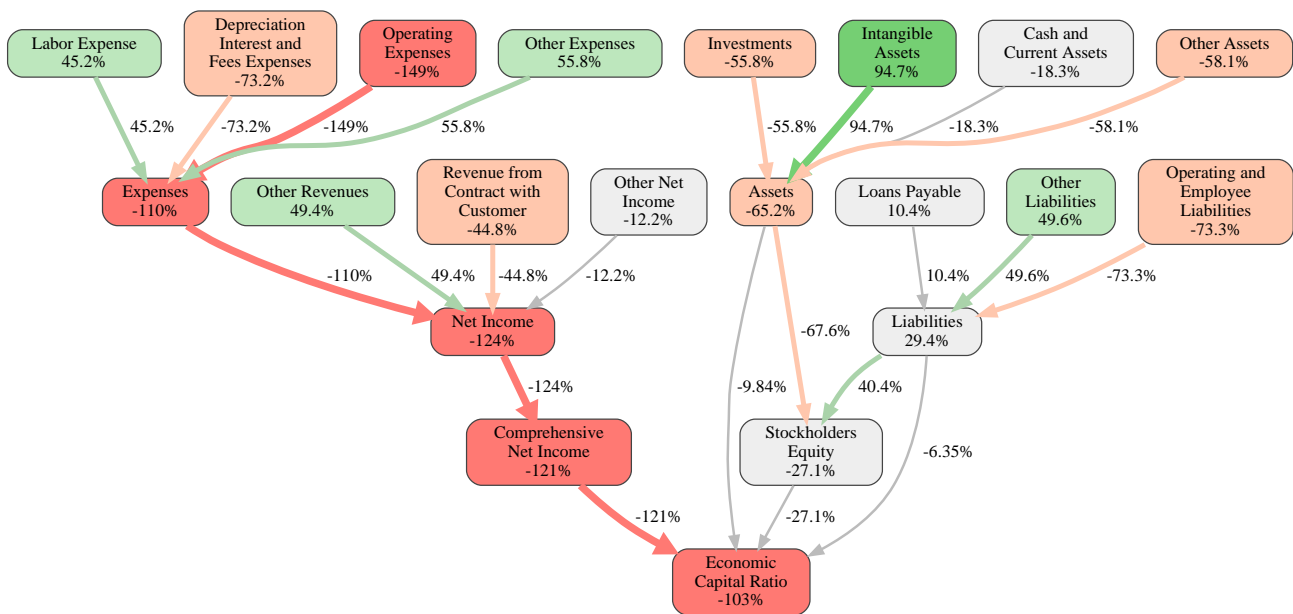 Labor Expense
45.2%
Depreciation
Interest and
Fees Expenses
-73.2%
Operating
Expenses
-149%
Other Expenses
55.8%
Investments
-55.8%
Intangible
Assets
94.7%
Cash and
Current Assets
-18.3%
Other Assets
-58.1%
45.2%
-73.2%
-149%
55.8%
-55.8%
94.7%
-18.3%
-58.1%
Expenses
-110%
Other Revenues
49.4%
Revenue from
Contract with
Customer
-44.8%
Other Net
Income
-12.2%
Assets
-65.2%
Loans Payable
10.4%
Other
Liabilities
49.6%
Operating and
Employee
Liabilities
-73.3%
-110%
49.4%
-44.8%
-12.2%
10.4%
49.6%
-73.3%
Net Income
-124%
-67.6%
Liabilities
29.4%
-124%
-9.84%
40.4%
Comprehensive
Net Income
-121%
Stockholders
Equity
-27.1%
-6.35%
-121%
-27.1%
Economic
Capital Ratio
-103%